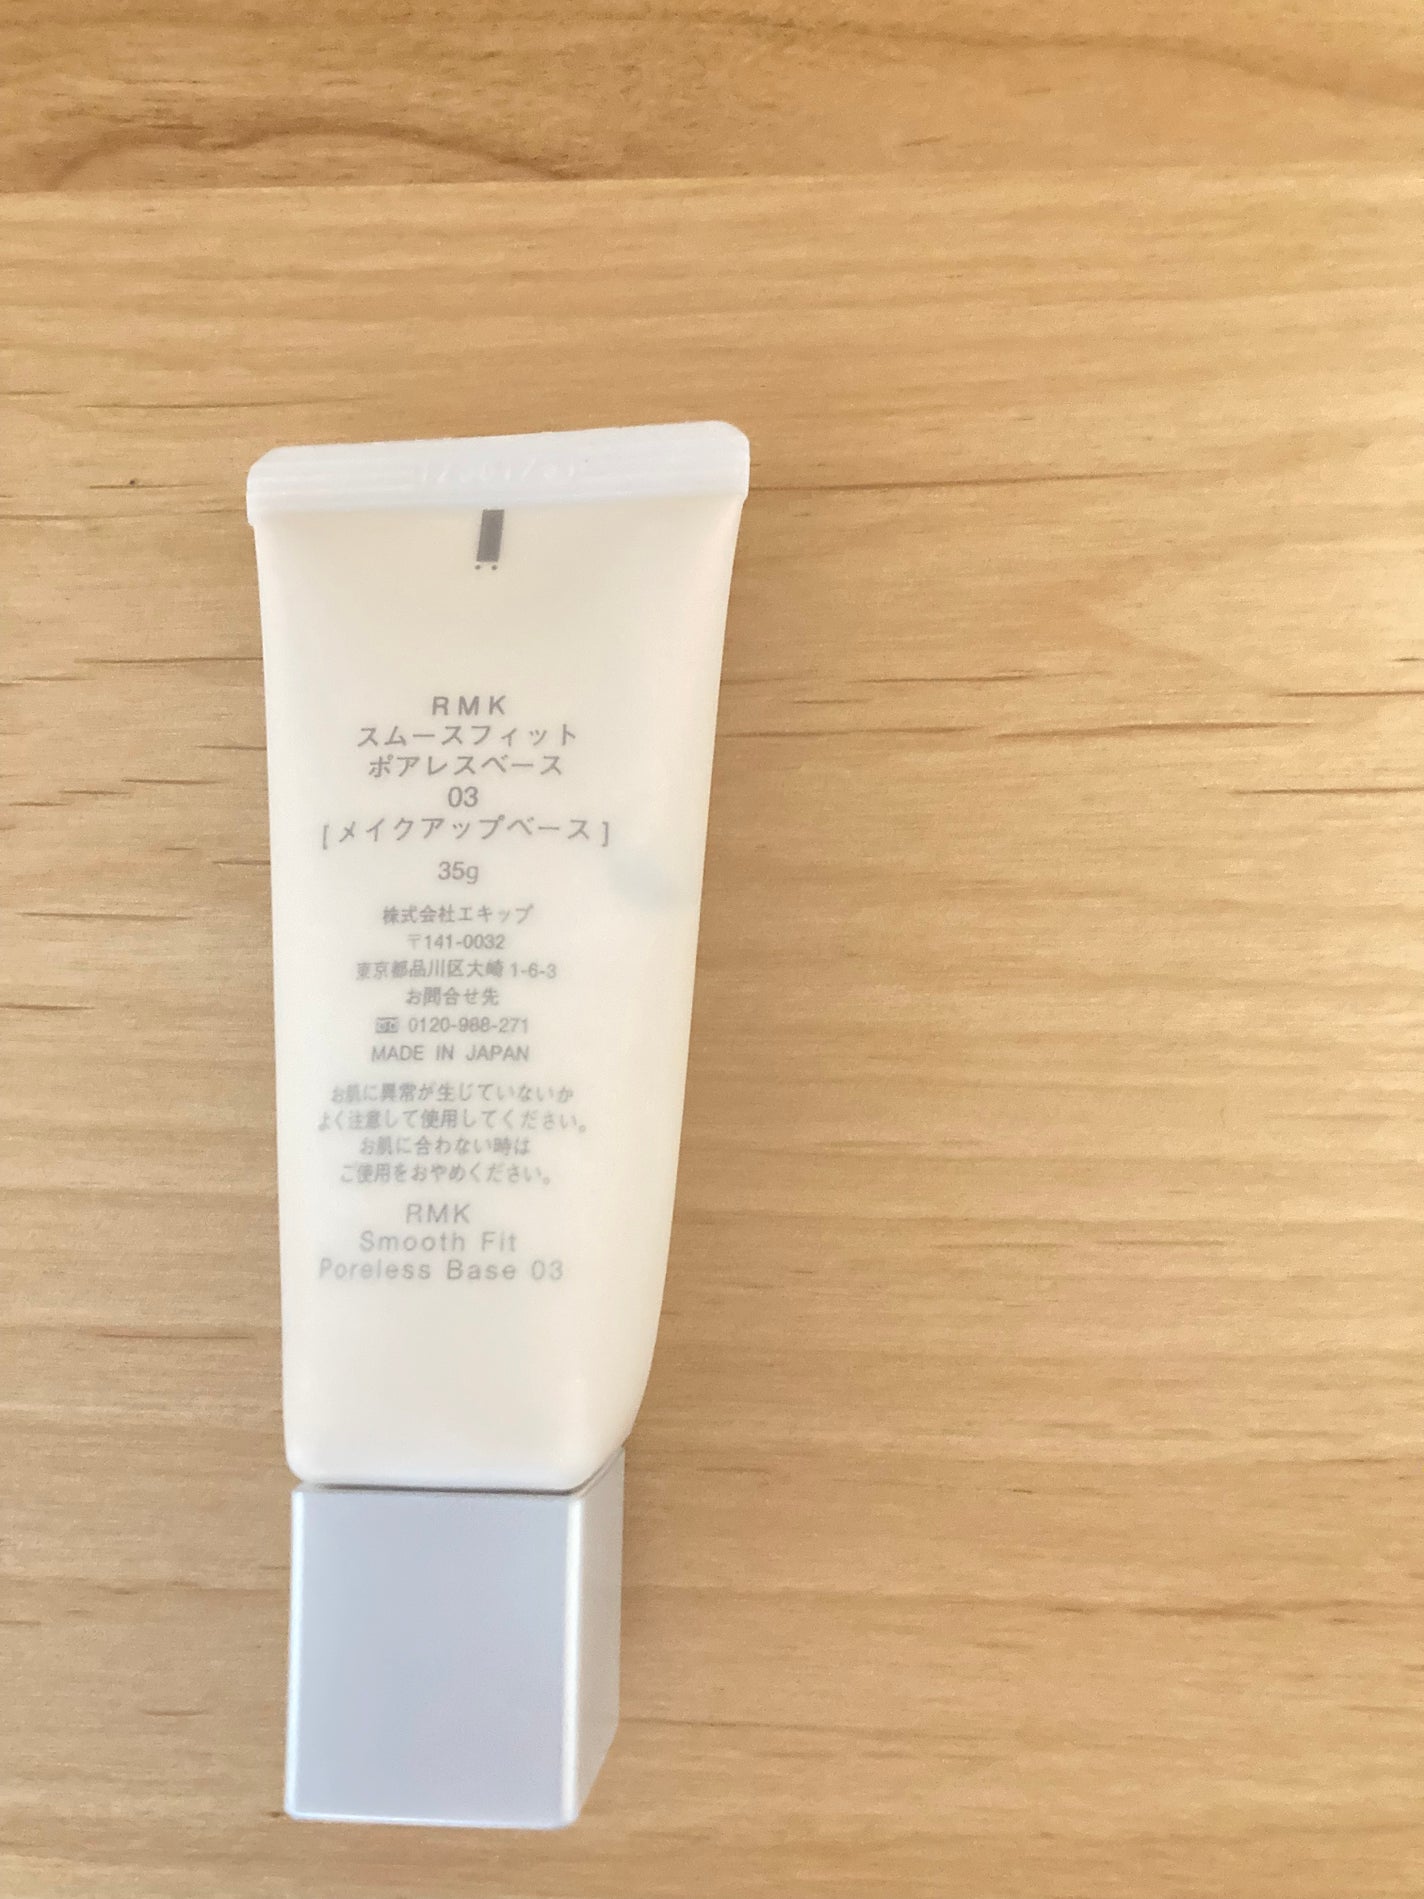 RMK
スムースフィット
ポアレスベース
03
[メイクアップベース]
35g
株式会社エキップ
〒141-0032
東京都品川区大崎1-6-3
お問合せ先
0120-988-271
MADE IN JAPAN
お肌に異常が生じていないか
よく注意して使用してください。
お肌に合わない時は
ご使用をおやめください。
RMK
Smooth Fit
Poreless Base 03